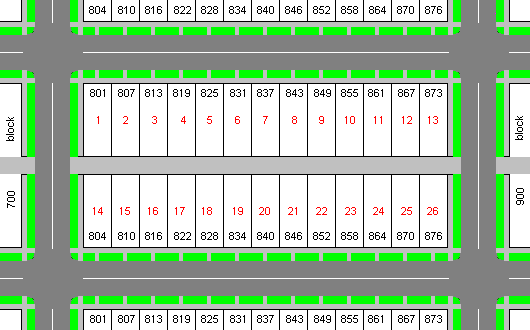 804 810 816 822 828 834 840 846 852 858 864 870 876
801 807 813 819 825 831 837 843 849 855 861 867 873
1 2 3 4 5 6 7 8 9 10 11 12 13
block
block
700
900
14 15 16 17 18 19 20 21 22 23 24 25 26
804 810 816 822 828 834 840 846 852 858 864 870 876
801 807 813 819 825 831 837 843 849 855 861 867 873